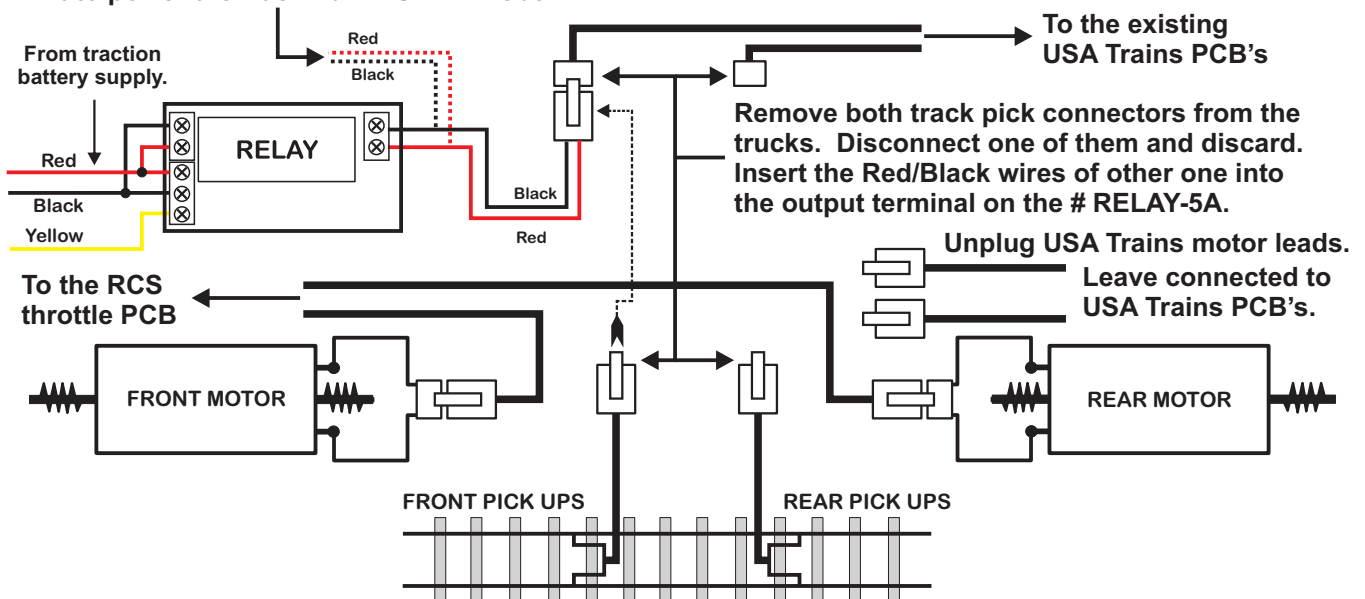 To the existing
USA Trains PCB's
From traction
battery supply.
Red
Black
RELAY
Red
Black
Yellow
Black
Red
Remove both track pick connectors from the
trucks. Disconnect one of them and discard.
Insert the Red/Black wires of other one into
the output terminal on the # RELAY-5A.
Unplug USA Trains motor leads.
Leave connected to
USA Trains PCB's.
To the RCS
throttle PCB
FRONT MOTOR
REAR MOTOR
FRONT PICK UPS
REAR PICK UPS